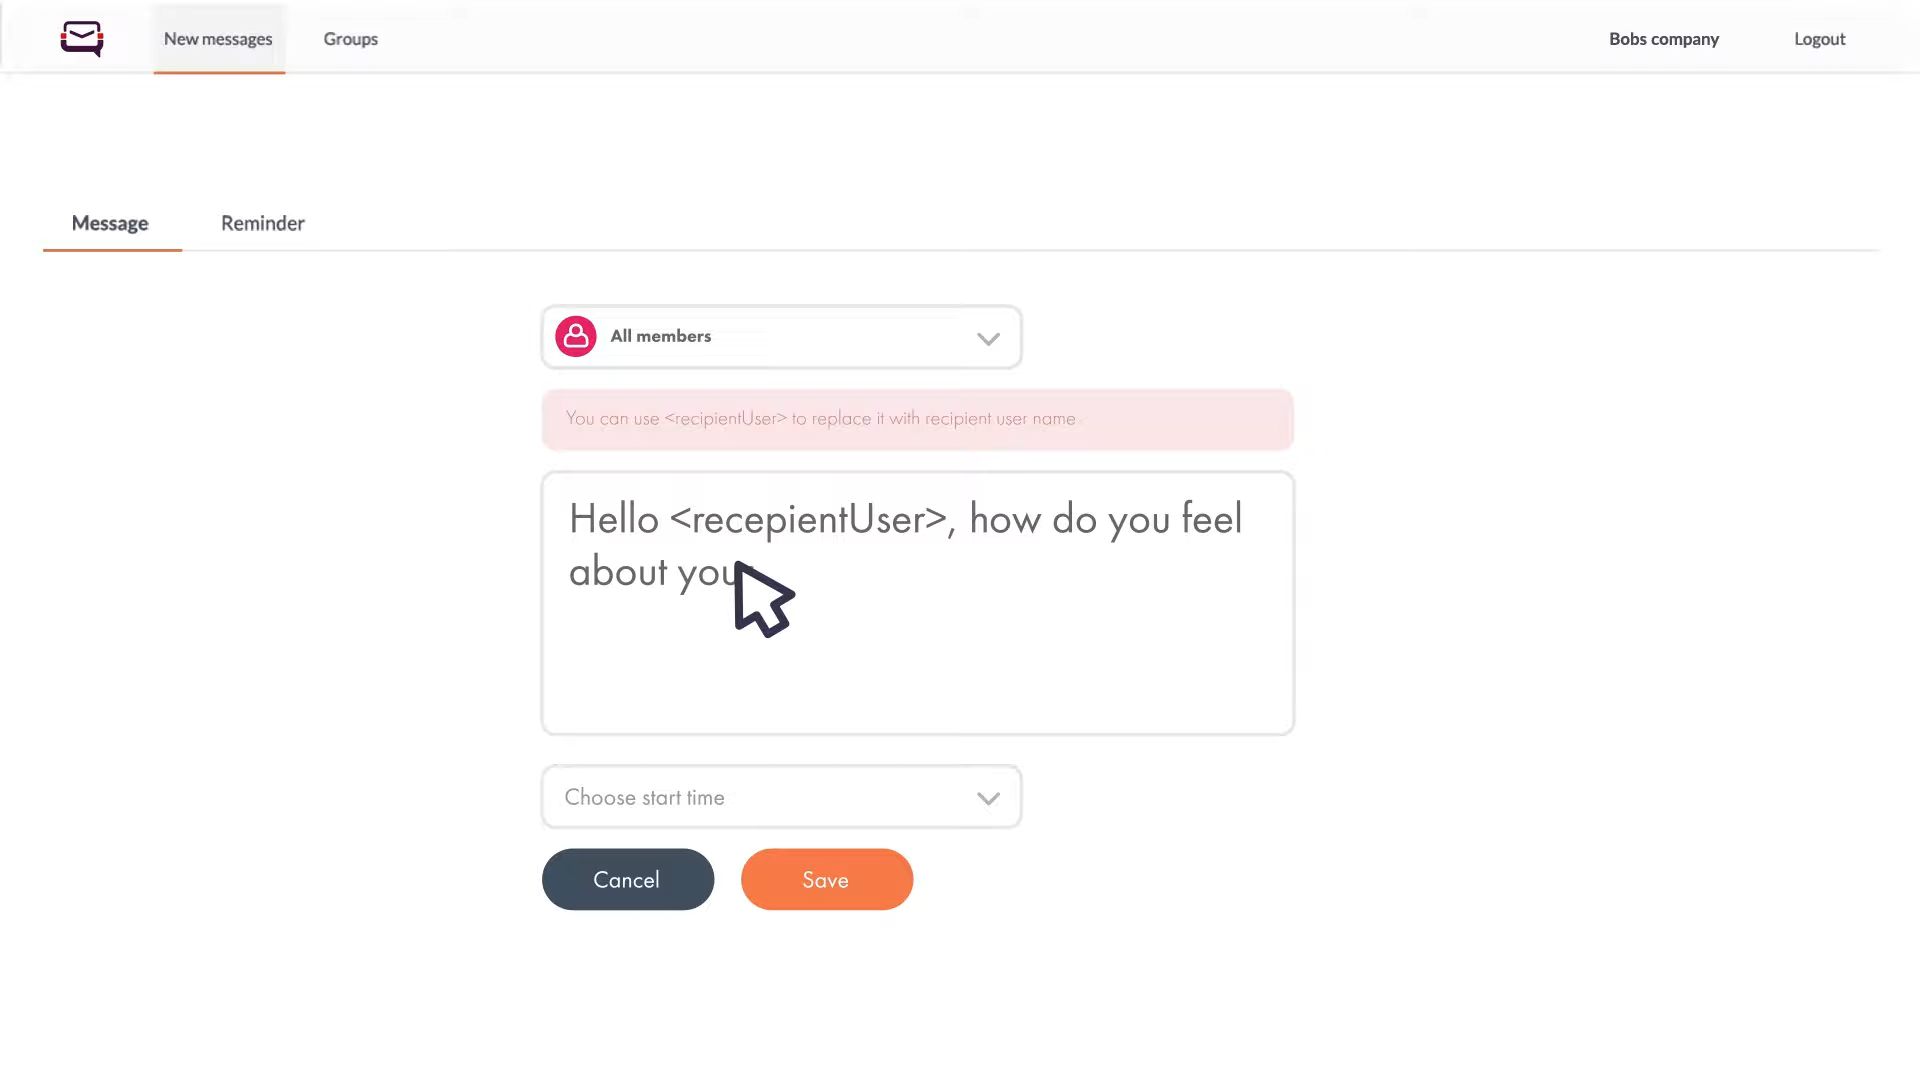 New messages
Groups
Bobs company
Logout
Message
Reminder
All members
You can use <recipientUser> to replace it with recipient user name
Hello <recepientUser>, how do you feel
about
Choose start time
Cancel
Save